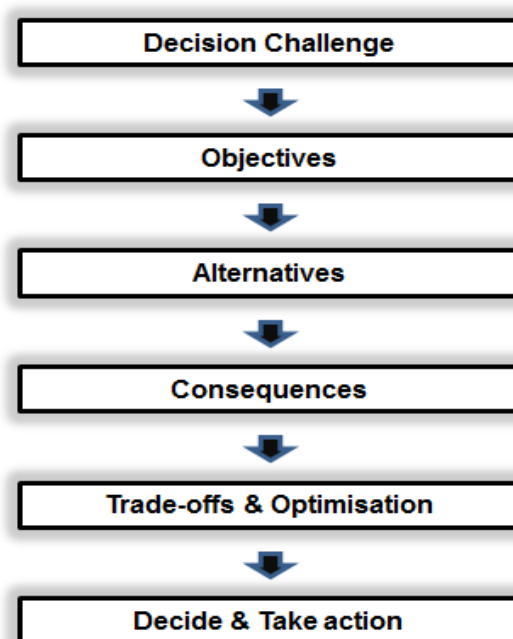 Decision Challenge
Objectives
Alternatives
Consequences
Trade-offs & Optimisation
Decide & Take action